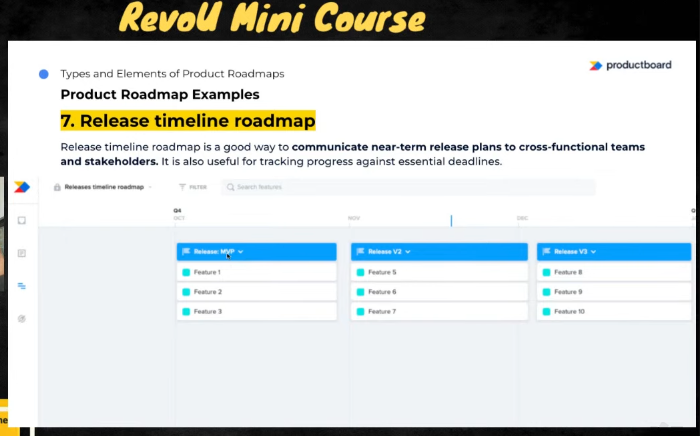 RevoU Mini Course
Types and Elements of Product Roadmaps
productboard
Product Roadmap Examples
7. Release timeline roadmap
Release timeline roadmap is a good way to communicate near-term release plans to cross-functional teams
and stakeholders. It is also useful for tracking progress against essential deadlines.
Releases timeline roadmap
FILTER
Search features...
Q4
OCT
NOV
DEC
Release: MVP
Release V2
Release V3
Feature 1
Feature 5
Feature 8
Feature 2
Feature 6
Feature 9
Feature 3
Feature 7
Feature 10